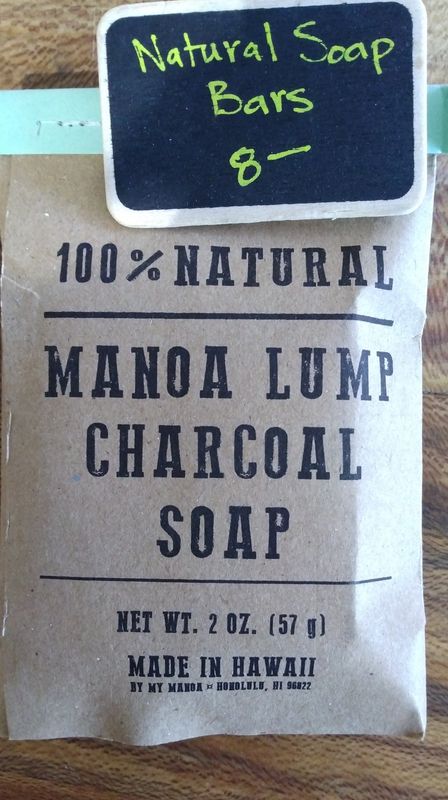 Natural Soap
Bars
8—
100% NATURAL
MANOA LUMP
CHARCOAL
SOAP
NET WT. 2 OZ. (57 g)
MADE IN HAWAII
BY MY MANOA ¤ HONOLULU, HI 96822